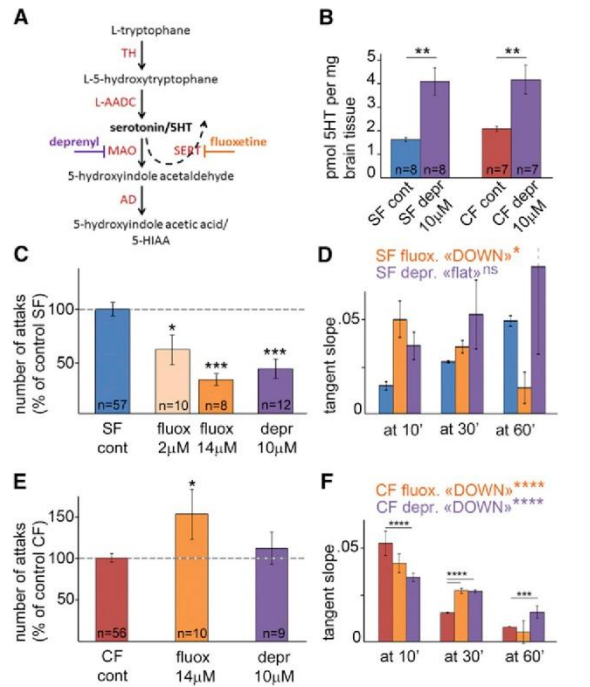 A
L-tryptophane
TH
L-5-hydroxytryptophane
L-AADC
serotonin/5HT
deprenyl
fluoxetine
MAO
SERT
5-hydroxyindole acetaldehyde
AD
5-hydroxyindole acetic acid/
5-HIAA
B
pmol 5HT per mg
brain tissue
5
4
3
2
1
0
**
**
n=8
n=8
n=7
n=7
SF cont
SF depr
10µM
CF cont
CF depr
10µM
C
number of attaks
(% of control SF)
100
50
*
***
***
n=57
n=10
n=8
n=12
SF
cont
fluox
2µM
fluox
14µM
depr
10µM
D
SF fluox. «DOWN»*
SF depr. «flat»ns
tangent slope
.05
0
at 10'
at 30'
at 60'
E
number of attaks
(% of control CF)
150
100
50
*
n=56
n=10
n=9
CF
cont
fluox
14µM
depr
10µM
F
CF fluox. «DOWN»****
CF depr. «DOWN»****
tangent slope
.05
0
****
****
***
at 10'
at 30'
at 60'